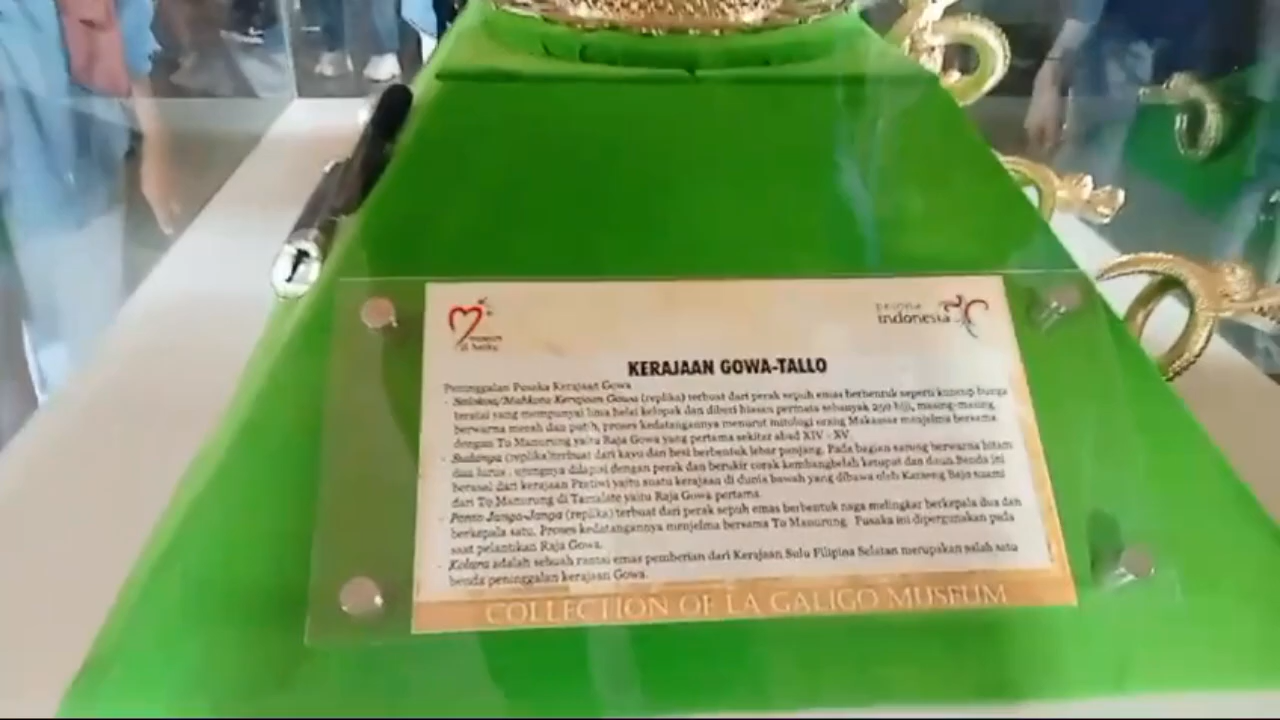 museum di hatiku
pesona
indonesia
KERAJAAN GOWA-TALLO
Peninggalan Pusaka Kerajaan Gowa
- Salokoa/Mahkota Kerajaan Gowa (replika) terbuat dari perak sepuh emas berbentuk seperti kuncup bunga
teratai yang mempunyai lima helai kelopak dan diberi hiasan permata sebanyak 250 biji, masing-masing
berwarna merah dan putih, proses kedatangannya menurut mitologi orang Makassar menjelma bersama
dengan To Manurung yaitu Raja Gowa yang pertama sekitar abad XIV - XV.
- Sudanga (replika)terbuat dari kayu dan besi berbentuk lebar panjang. Pada bagian sarung berwarna hitam
dan lurus , ujungnya dilapisi dengan perak dan berukir corak kembangbelah ketupat dan daun.Benda ini
berasal dari kerajaan Pertiwi yaitu suatu kerajaan di dunia bawah yang dibawa oleh Karaeng Bajo suami
dari To Manurung di Tamalate yaitu Raja Gowa pertama.
- Ponto Janga-Janga (replika) terbuat dari perak sepuh emas berbentuk naga melingkar berkepala dua dan
berkepala satu. Proses kedatangannya menjelma bersama To Manurung. Pusaka ini dipergunakan pada
saat pelantikan Raja Gowa.
- Kolara adalah sebuah rantai emas pemberian dari Kerajaan Sulu Filipina Selatan merupakan salah satu
benda peninggalan kerajaan Gowa.
COLLECTION OF LA GALIGO MUSEUM